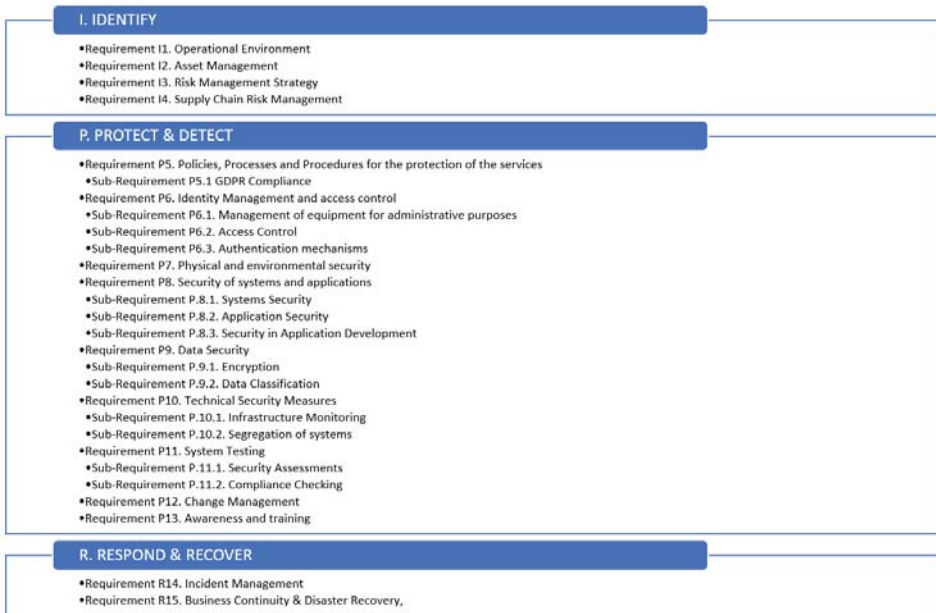 I. IDENTIFY
•Requirement I1. Operational Environment
•Requirement I2. Asset Management
•Requirement I3. Risk Management Strategy
•Requirement I4. Supply Chain Risk Management
P. PROTECT & DETECT
•Requirement P5. Policies, Processes and Procedures for the protection of the services
•Sub-Requirement P5.1 GDPR Compliance
•Requirement P6. Identity Management and access control
•Sub-Requirement P6.1. Management of equipment for administrative purposes
•Sub-Requirement P6.2. Access Control
•Sub-Requirement P6.3. Authentication mechanisms
•Requirement P7. Physical and environmental security
•Requirement P8. Security of systems and applications
•Sub-Requirement P.8.1. Systems Security
•Sub-Requirement P.8.2. Application Security
•Sub-Requirement P.8.3. Security in Application Development
•Requirement P9. Data Security
•Sub-Requirement P.9.1. Encryption
•Sub-Requirement P.9.2. Data Classification
•Requirement P10. Technical Security Measures
•Sub-Requirement P.10.1. Infrastructure Monitoring
•Sub-Requirement P.10.2. Segregation of systems
•Requirement P11. System Testing
•Sub-Requirement P.11.1. Security Assessments
•Sub-Requirement P.11.2. Compliance Checking
•Requirement P12. Change Management
•Requirement P13. Awareness and training
R. RESPOND & RECOVER
•Requirement R14. Incident Management
•Requirement R15. Business Continuity & Disaster Recovery,